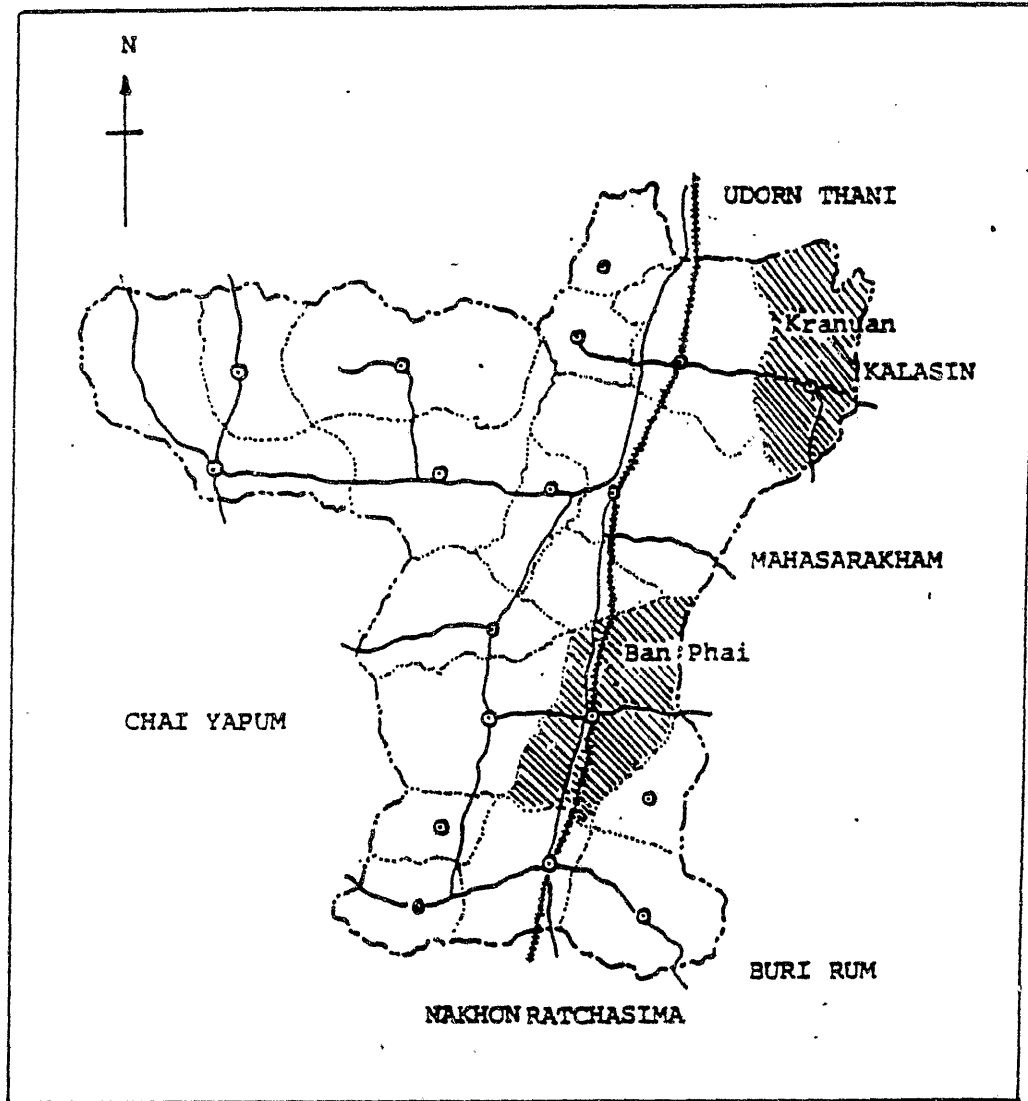 N
UDORN THANI
Kranuan
KALASIN
MAHASARAKHAM
Ban Phai
CHAI YAPUM
BURI RUM
NAKHON RATCHASIMA